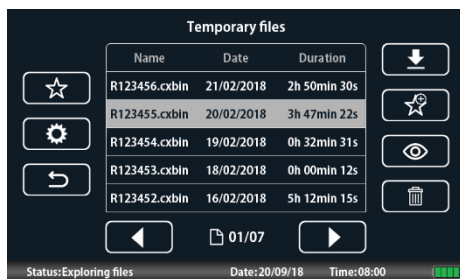 Temporary files
Name Date Duration
R123456.cxbin 21/02/2018 2h 50min 30s
R123455.cxbin 20/02/2018 3h 47min 22s
R123454.cxbin 19/02/2018 0h 32min 31s
R123453.cxbin 18/02/2018 0h 00min 12s
R123452.cxbin 16/02/2018 5h 12min 15s
01/07
Status:Exploring files Date:20/09/18 Time:08:00